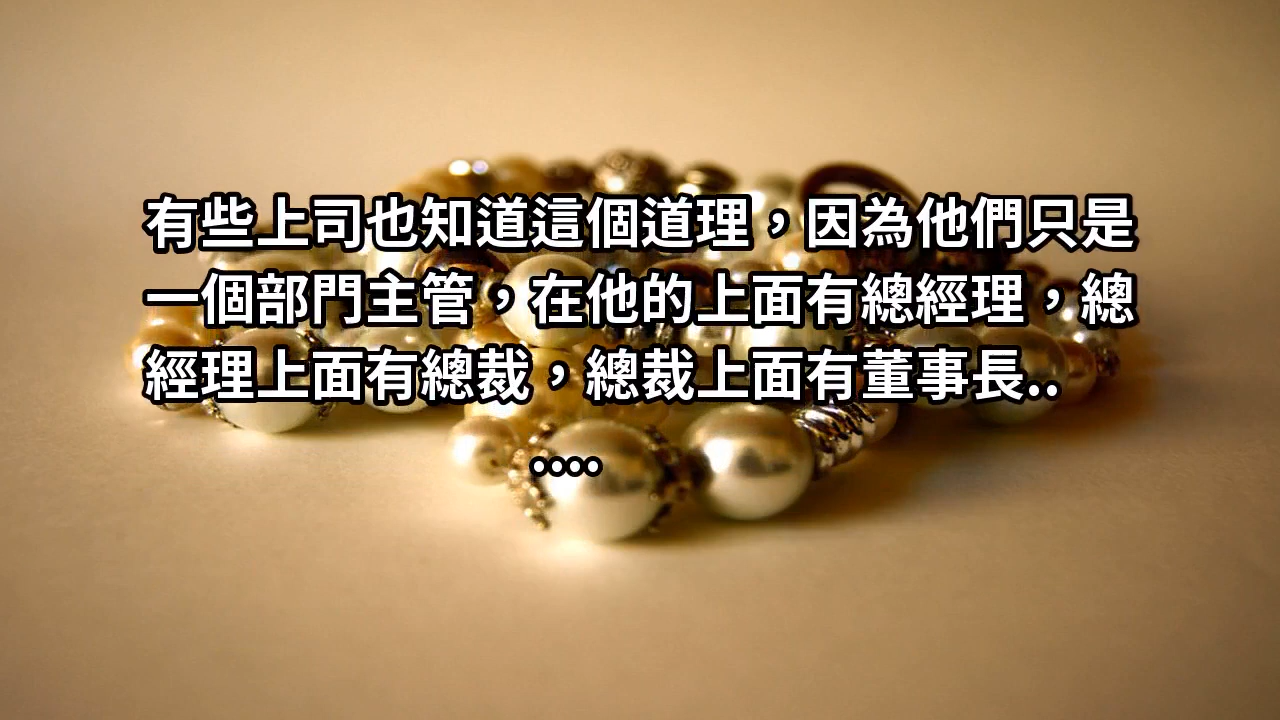 有些上司也知道這個道理，因為他們只是
一個部門主管，在他的上面有總經理，總
經理上面有總裁，總裁上面有董事長..
....